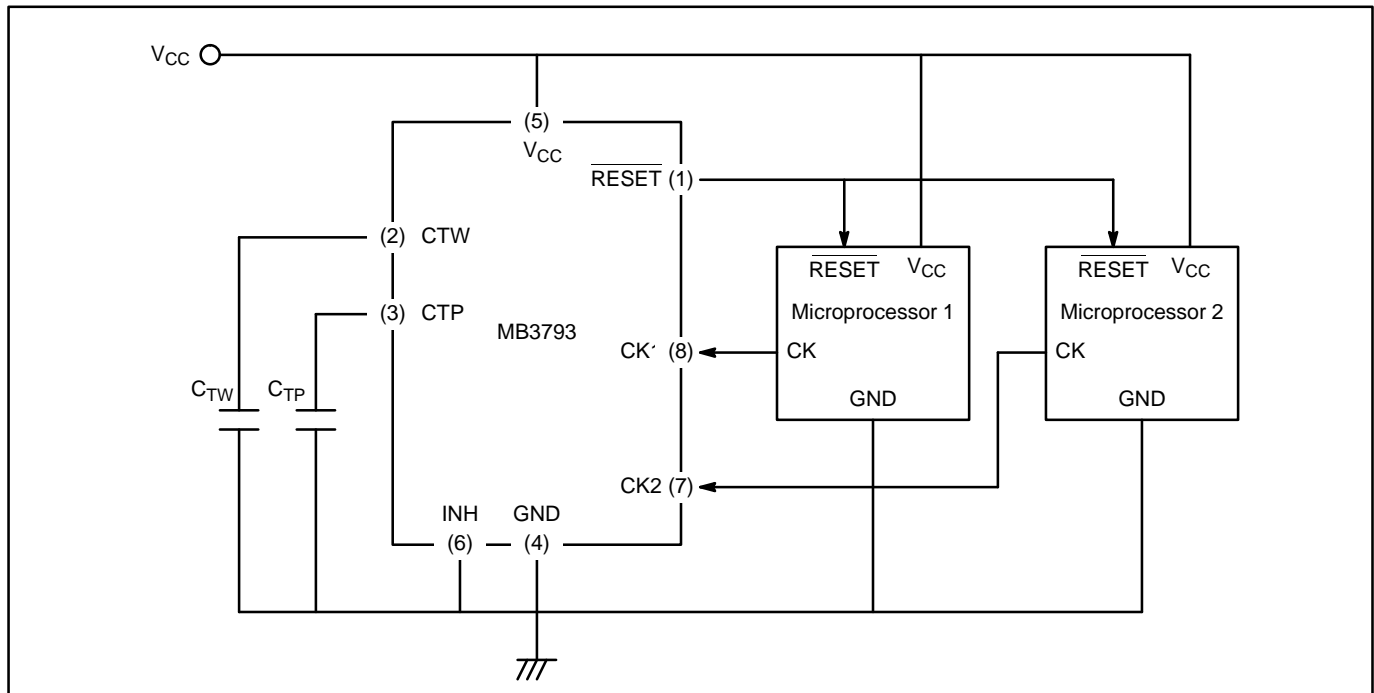 VCC
(5)
VCC
RESET (1)
(2) CTW
RESET VCC
RESET VCC
(3) CTP
Microprocessor 1
Microprocessor 2
MB3793
CK1 (8)
CK
CK
CTW
CTP
GND
GND
CK2 (7)
INH
GND
(6)
(4)